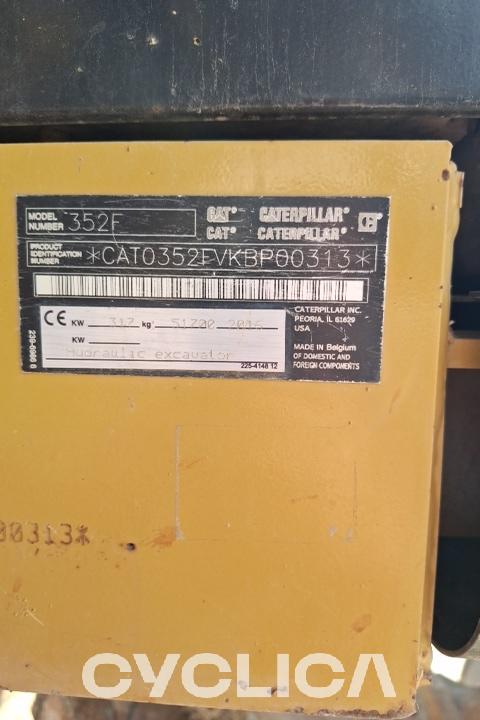 MODEL NUMBER 352F CAT® CATERPILLAR®
CAT® CATERPILLAR®
PRODUCT IDENTIFICATION NUMBER *CAT0352FVKBP00313*
CE KW 317 kg 51700 2016
KW
Hydraulic excavator
239-5966 6
225-4148 12
CATERPILLAR INC.
PEORIA, IL 61629
USA
MADE IN Belgium
OF DOMESTIC AND
FOREIGN COMPONENTS
00313*
CYCLICA